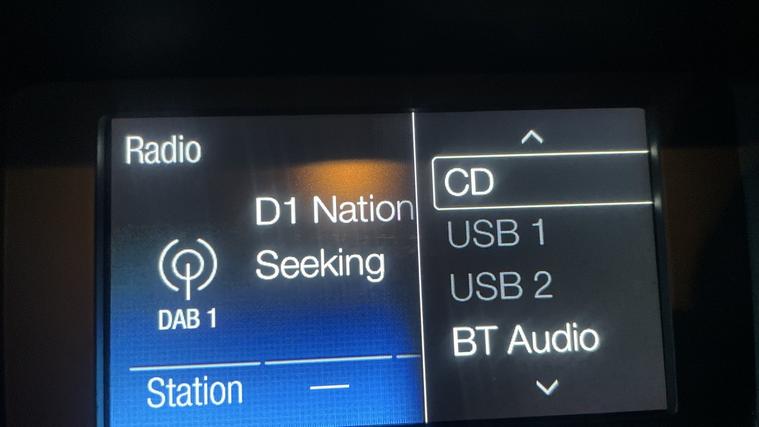 Radio
D1 Nation
Seeking
DAB 1
Station
CD
USB 1
USB 2
BT Audio